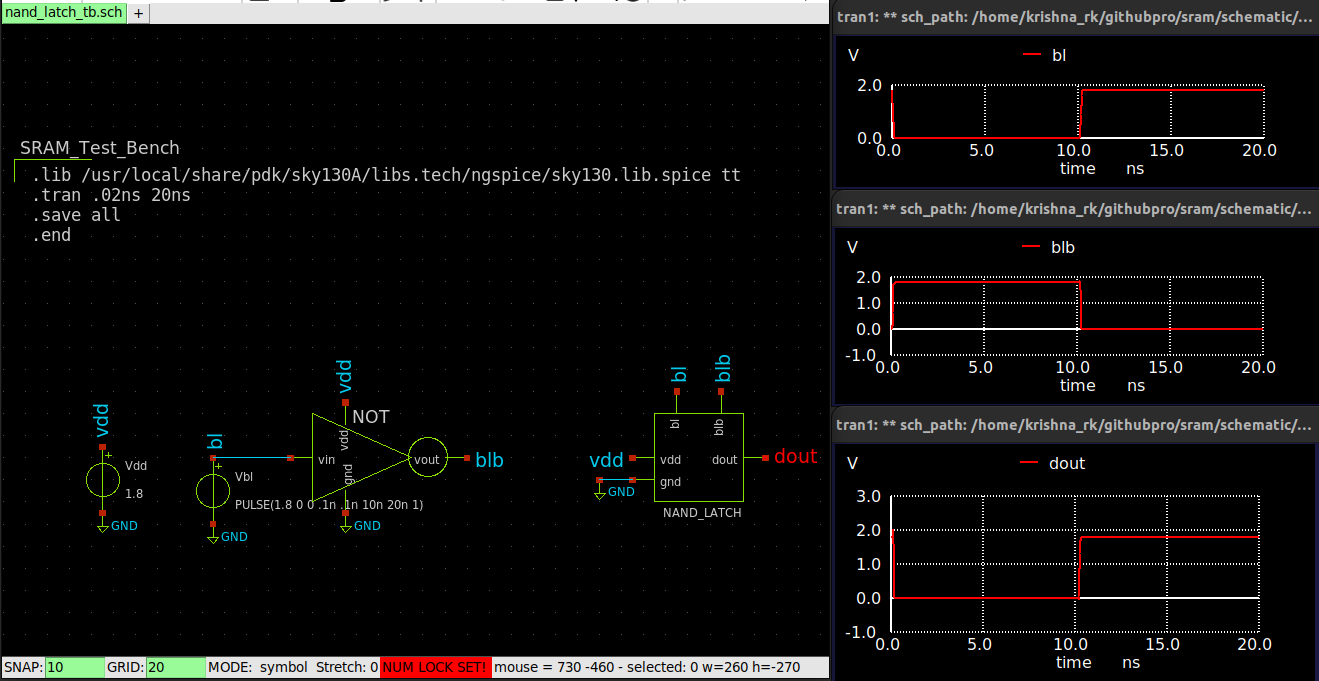 nand_latch_tb.sch +
SRAM_Test_Bench
.lib /usr/local/share/pdk/sky130A/libs.tech/ngspice/sky130.lib.spice tt
.tran .02ns 20ns
.save all
.end
vdd
+
Vdd
1.8
GND
bl
+
Vbl
PULSE(1.8 0 0 .1n .1n 10n 20n 1)
GND
vdd
NOT
vdd
vin
vout
gnd
GND
blb
bl
blb
bl
blb
vdd
vdd
dout
dout
gnd
GND
NAND_LATCH
SNAP: 10 GRID: 20 MODE: symbol Stretch: 0 NUM LOCK SET! mouse = 730 -460 - selected: 0 w=260 h=-270
tran1: ** sch_path: /home/krishna_rk/githubpro/sram/schematic/...
V
bl
2.0
0.0
0.0 5.0 10.0 15.0 20.0
time ns
tran1: ** sch_path: /home/krishna_rk/githubpro/sram/schematic/...
V
blb
2.0
1.0
0.0
-1.0
0.0 5.0 10.0 15.0 20.0
time ns
tran1: ** sch_path: /home/krishna_rk/githubpro/sram/schematic/...
V
dout
3.0
2.0
1.0
0.0
-1.0
0.0 5.0 10.0 15.0 20.0
time ns